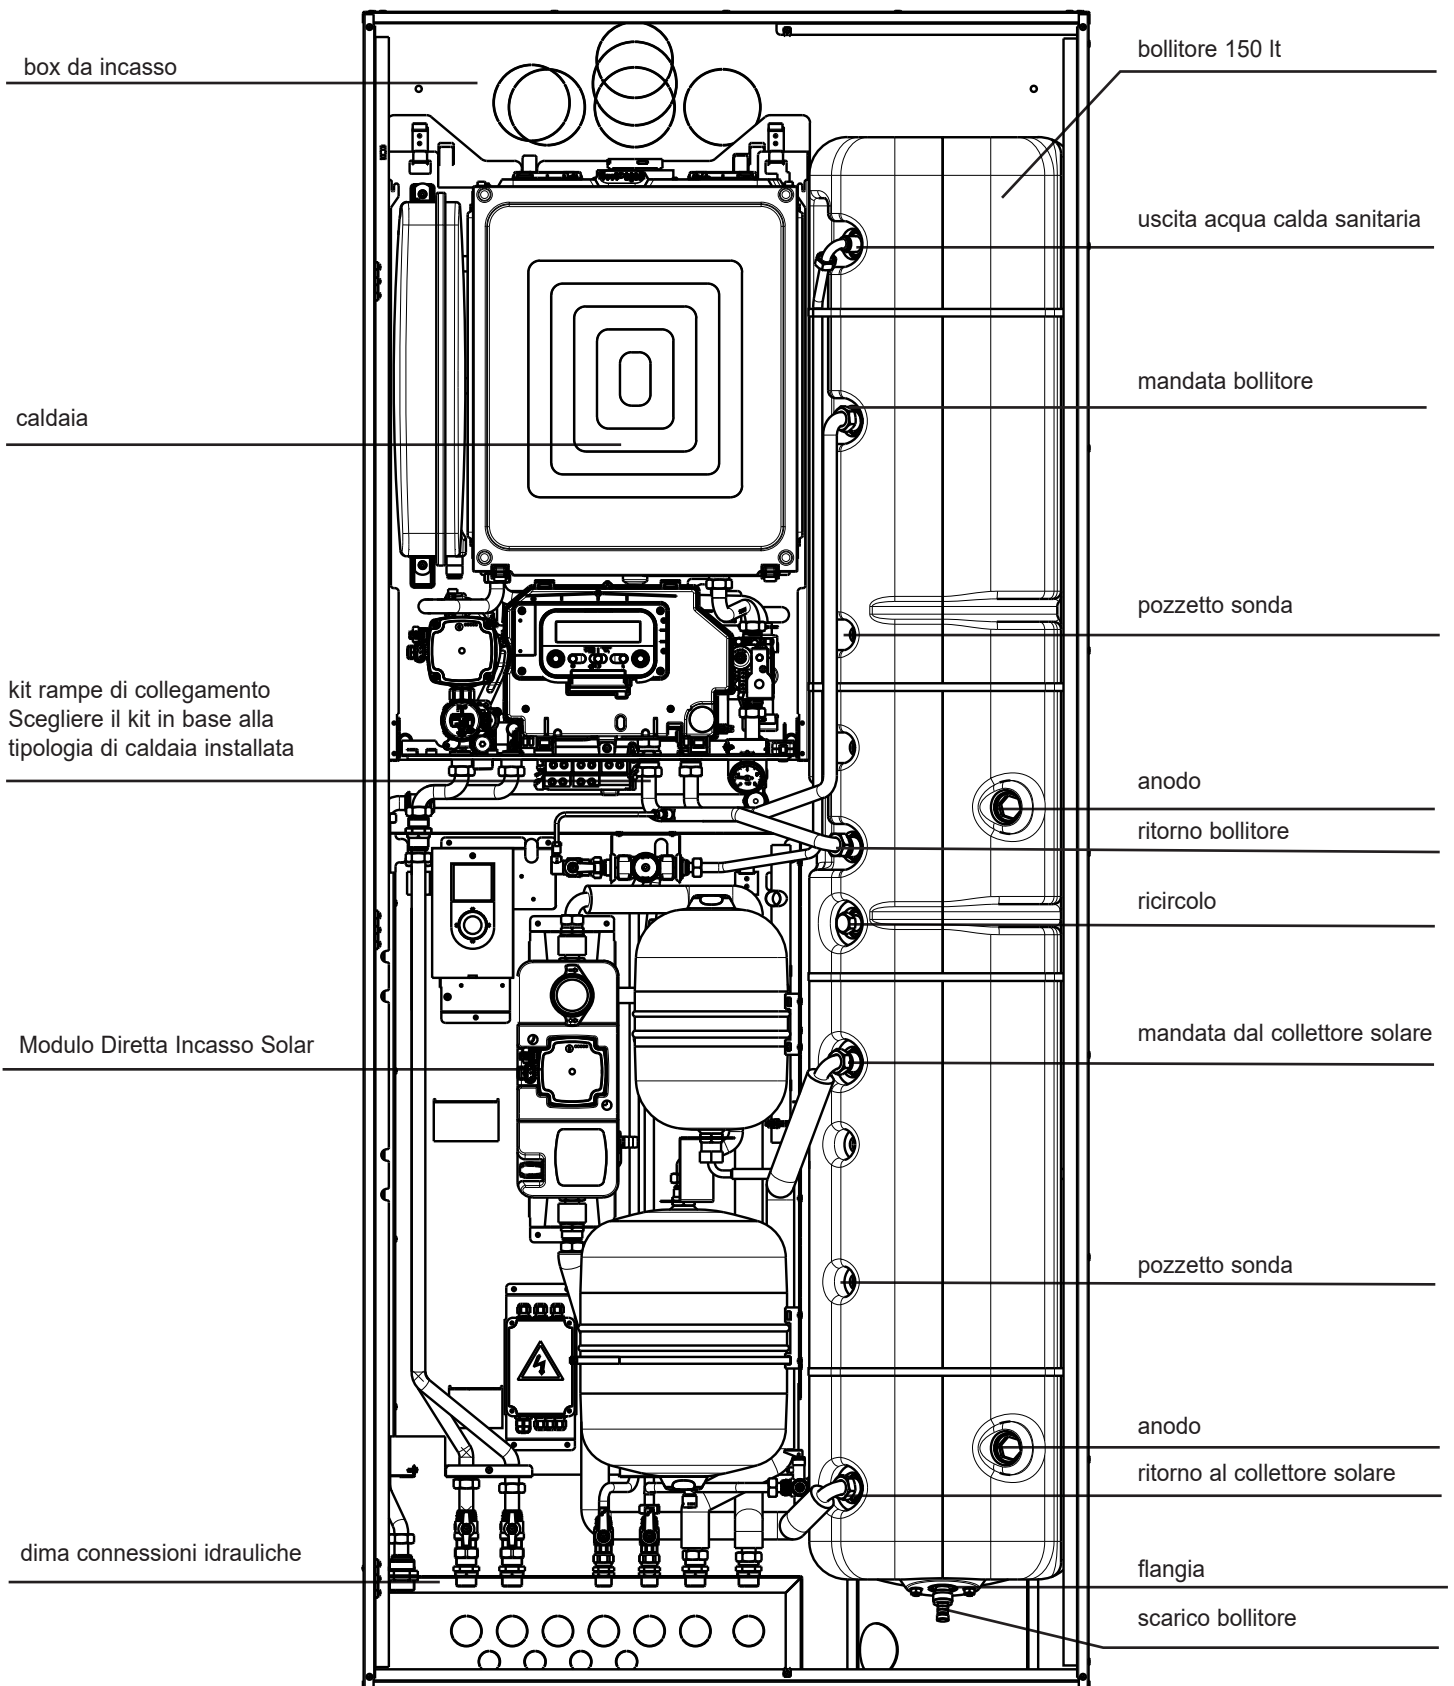 box da incasso
caldaia
kit rampe di collegamento
Scegliere il kit in base alla
tipologia di caldaia installata
Modulo Diretta Incasso Solar
dima connessioni idrauliche
bollitore 150 lt
uscita acqua calda sanitaria
mandata bollitore
pozzetto sonda
anodo
ritorno bollitore
ricircolo
mandata dal collettore solare
pozzetto sonda
anodo
ritorno al collettore solare
flangia
scarico bollitore